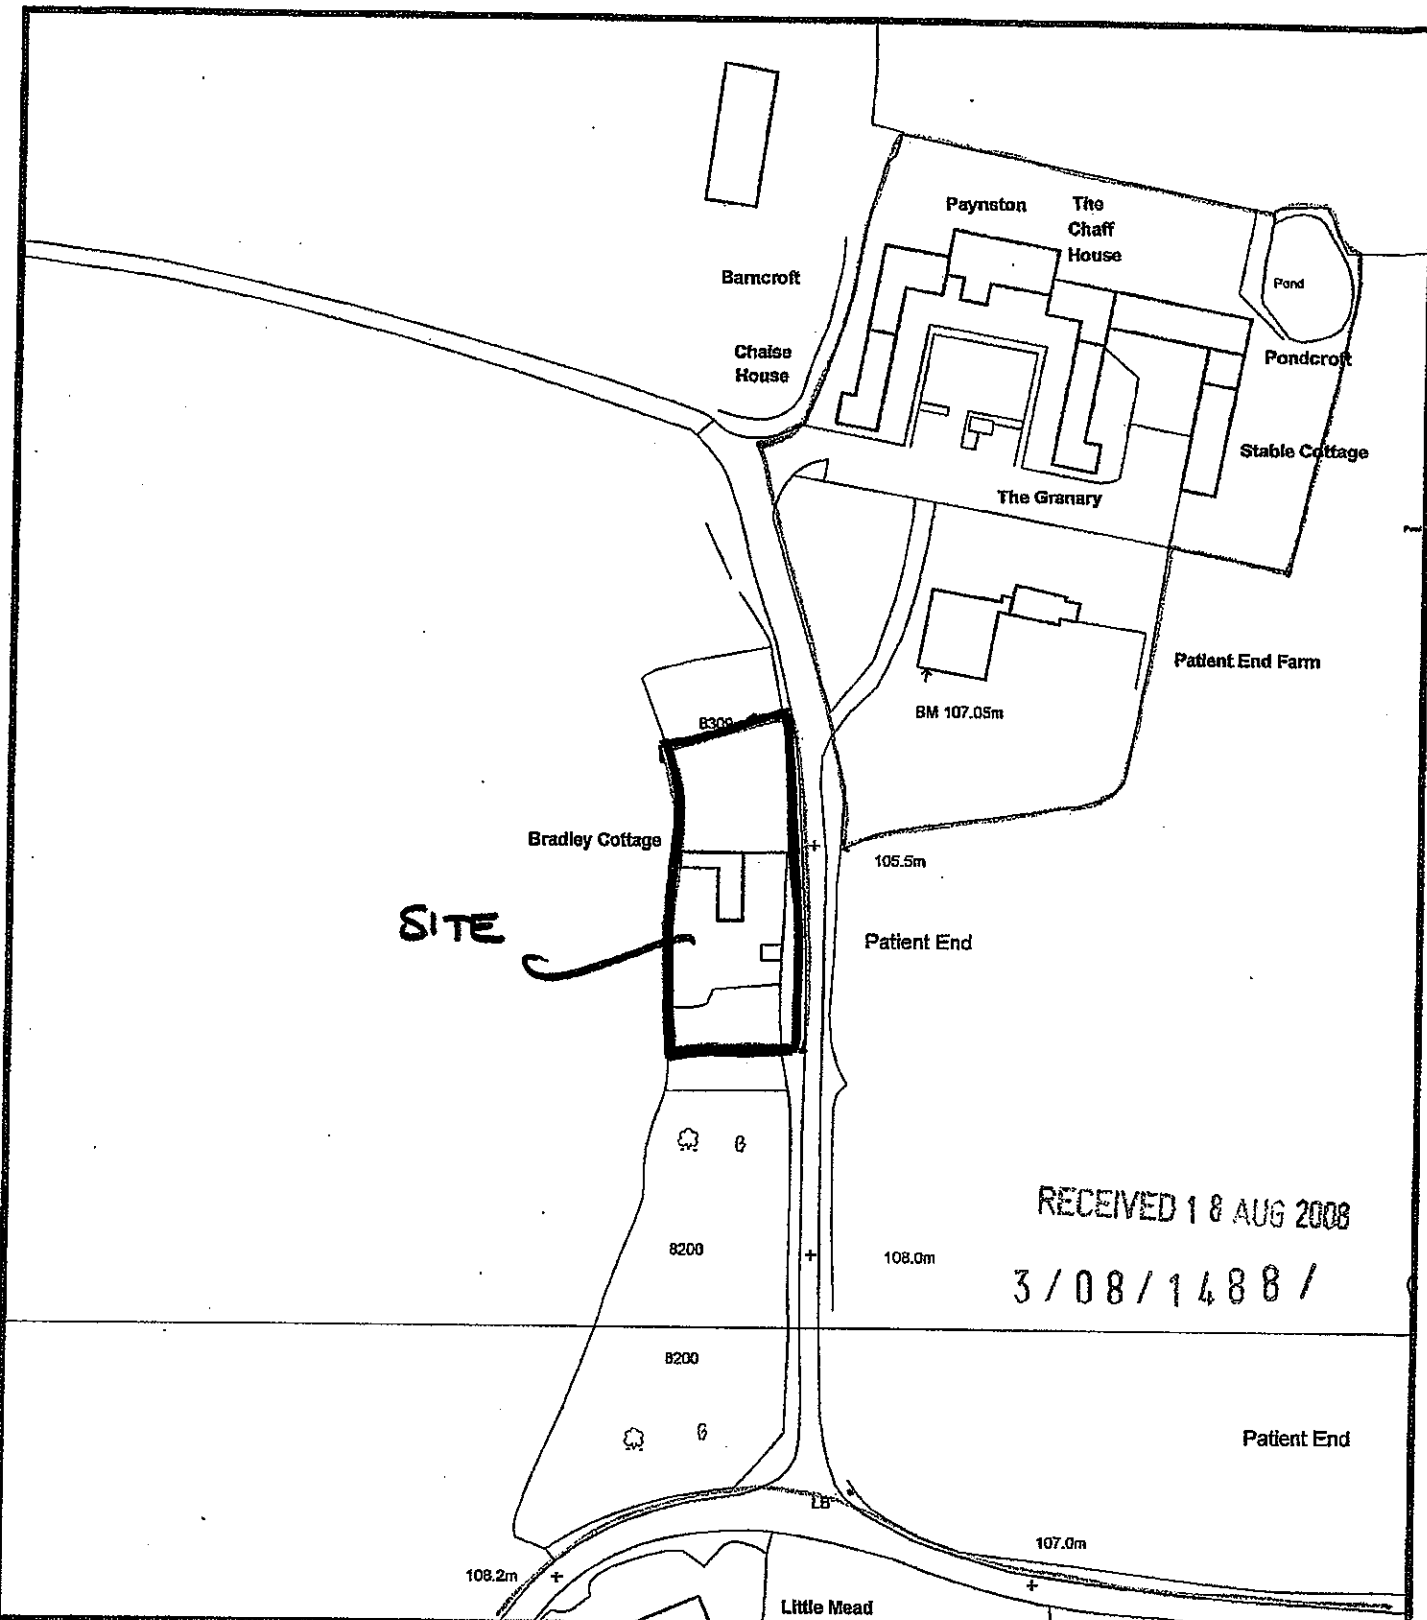 Paynston
The
Chaff
House
Barncroft
Pond
Chaise
House
Pondcroft
Stable Cottage
The Granary
Patient End Farm
BM 107.05m
Bradley Cottage
105.5m
SITE
Patient End
RECEIVED 18 AUG 2008
8200
108.0m
3/08/1488/
8200
Patient End
LB
107.0m
108.2m
Little Mead